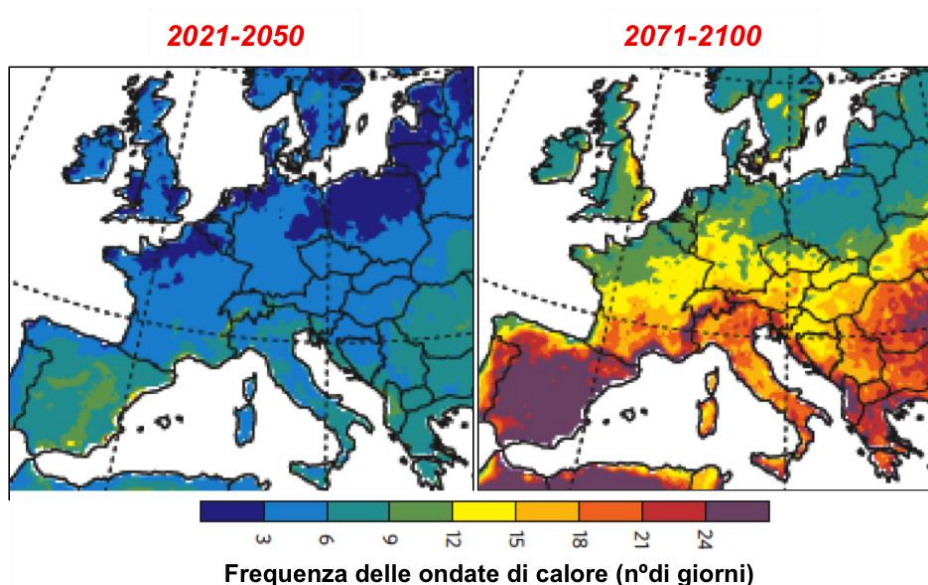 2021-2050 2071-2100
3 6 9 12 15 18 21 24
Frequenza delle ondate di calore (nºdi giorni)